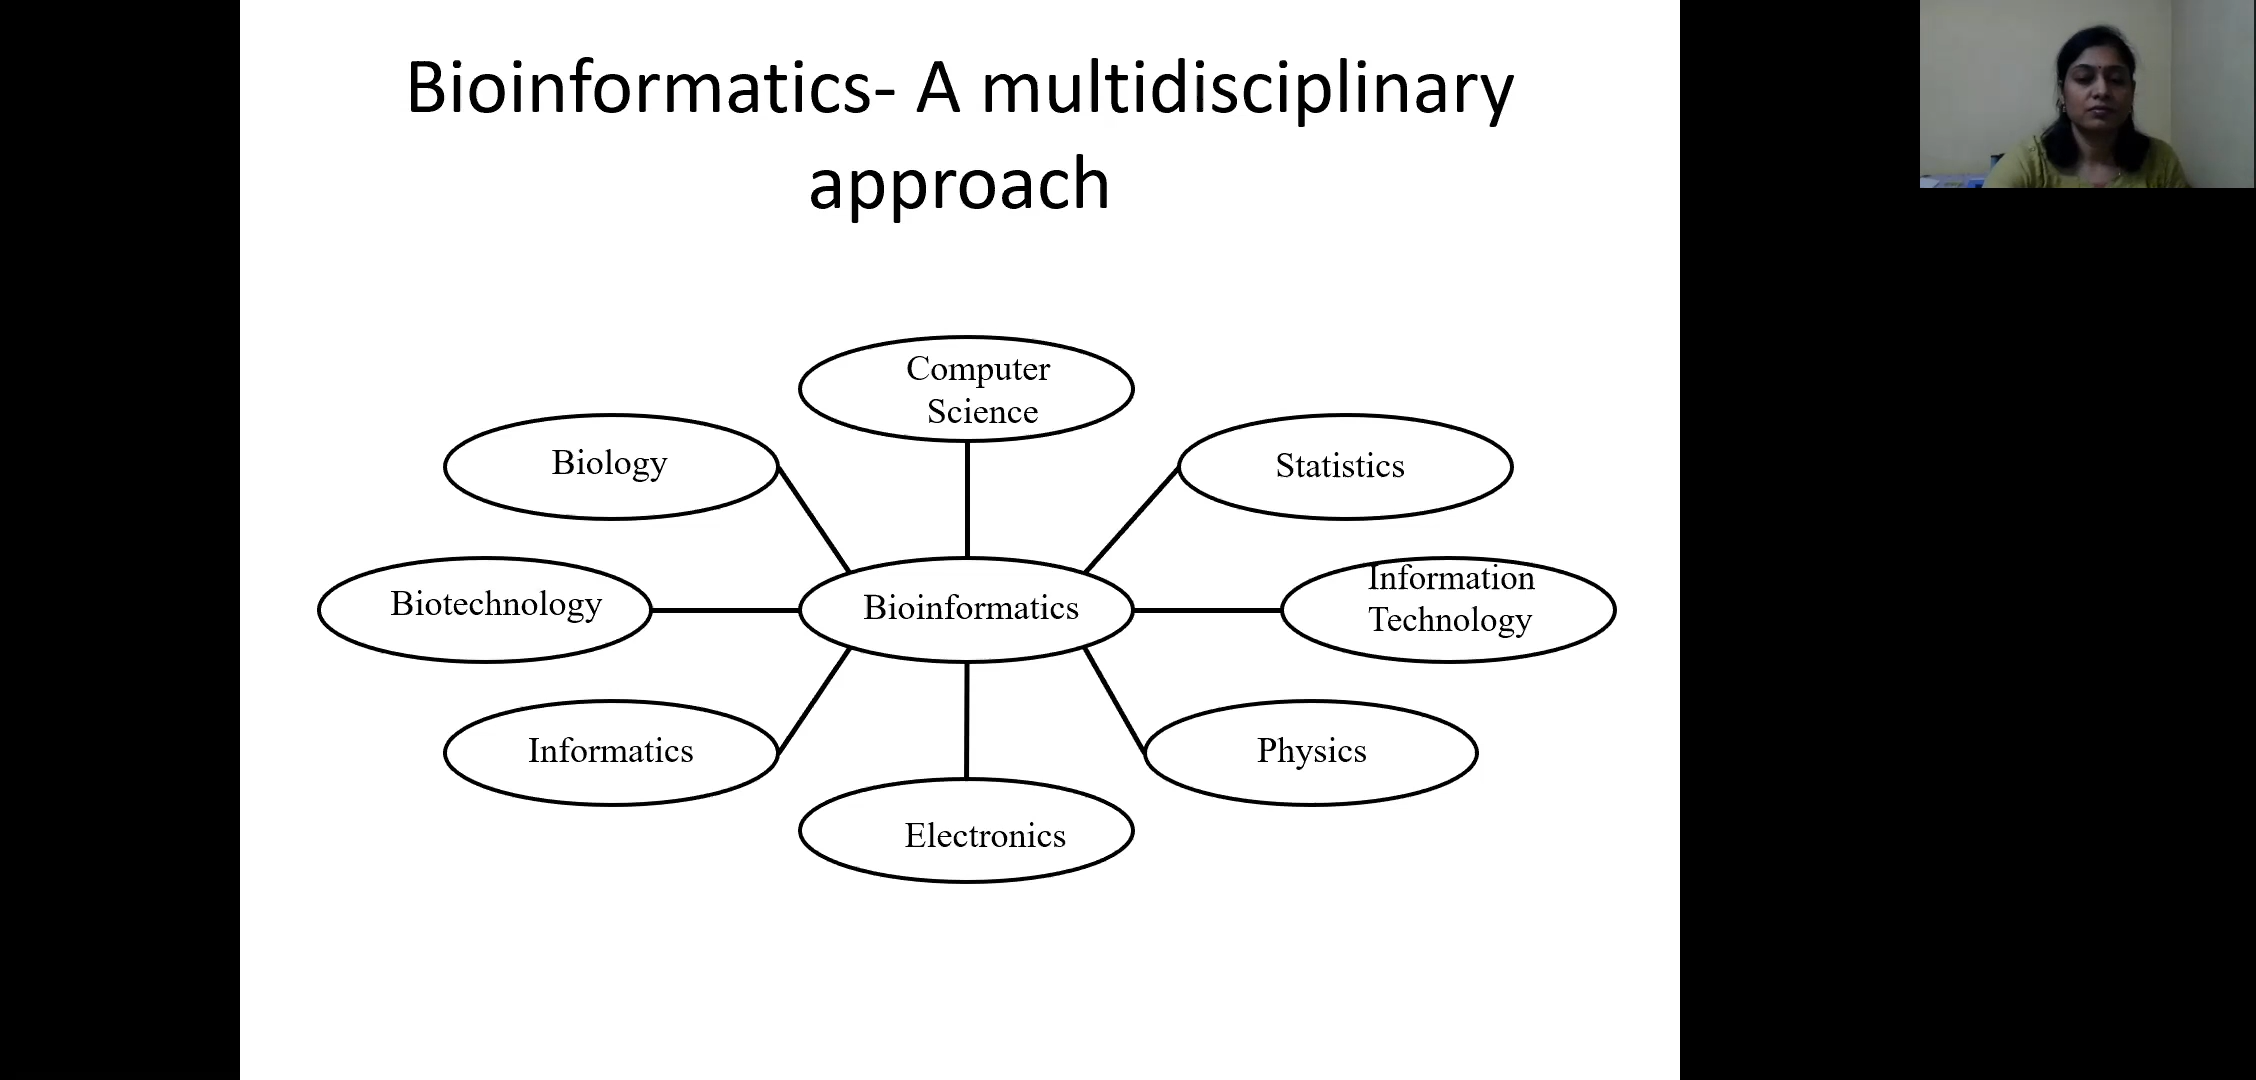 Bioinformatics- A multidisciplinary
approach
Computer
Science
Biology
Statistics
Biotechnology
Bioinformatics
Information
Technology
Informatics
Physics
Electronics